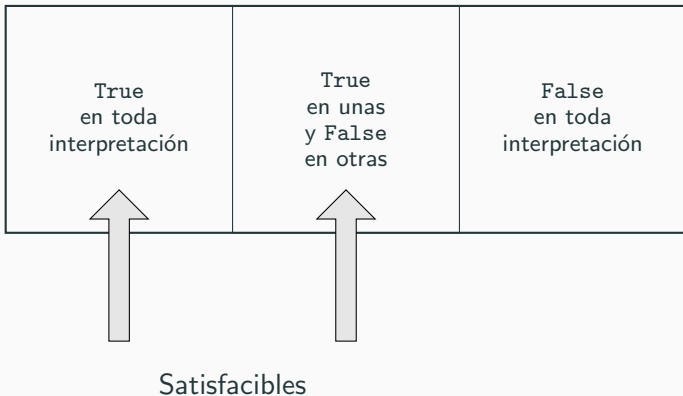 True
en toda
interpretación
True
en unas
y False
en otras
False
en toda
interpretación
Satisfacibles